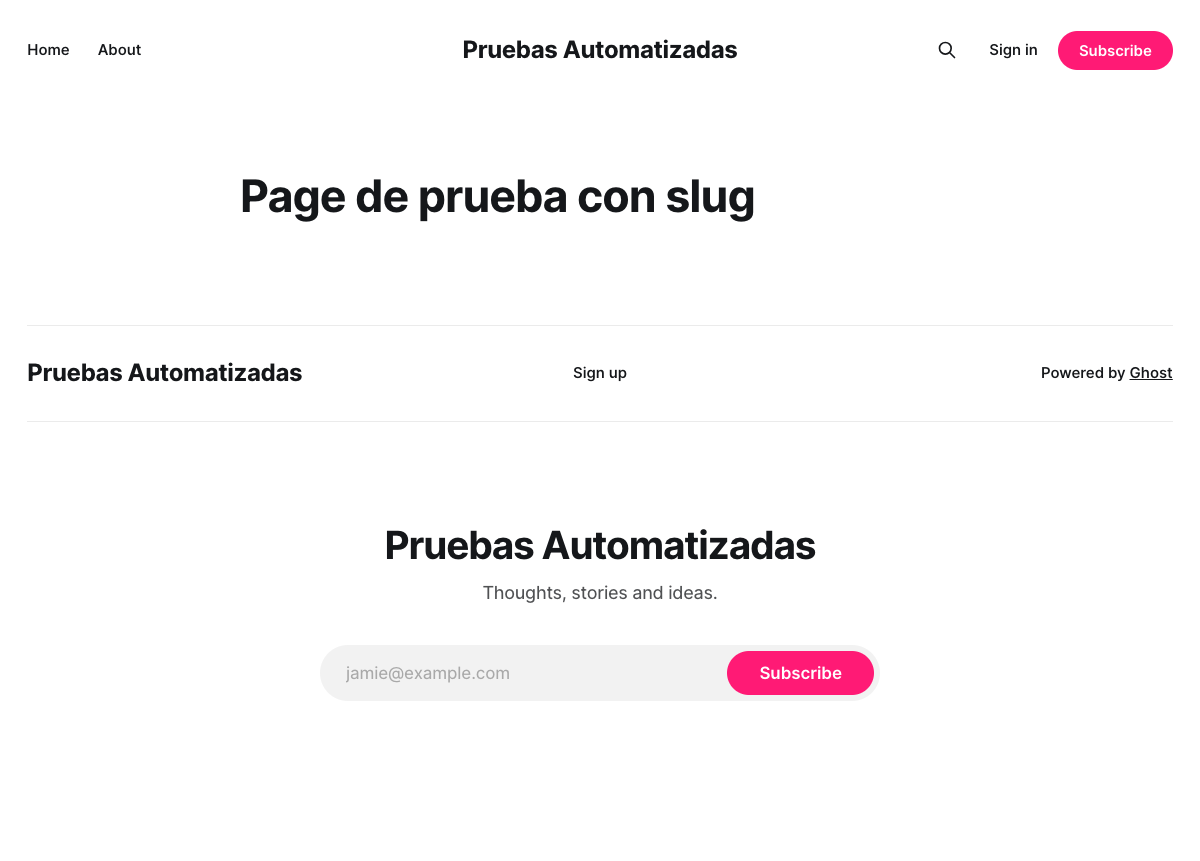 Home About Pruebas Automatizadas Sign in Subscribe
Page de prueba con slug
Pruebas Automatizadas Sign up Powered by Ghost
Pruebas Automatizadas
Thoughts, stories and ideas.
jamie@example.com Subscribe